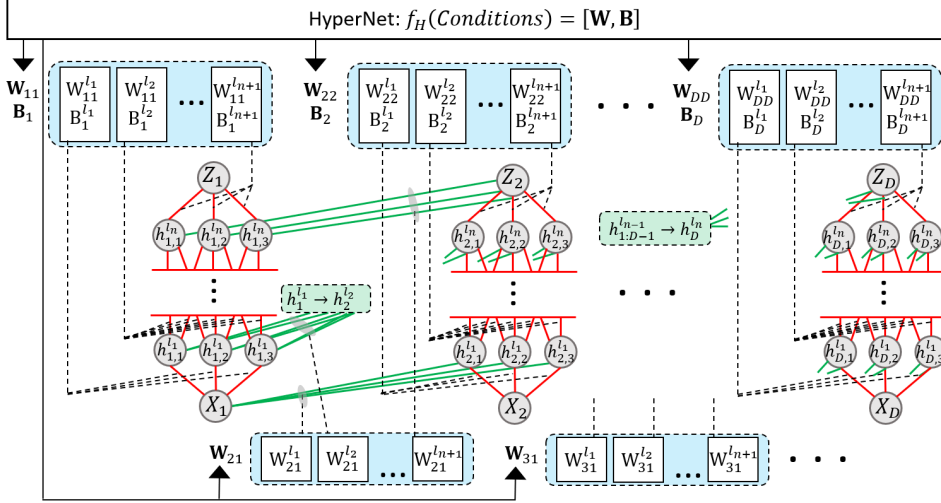 HyperNet: f_H(Conditions) = [W, B]
W_11 B_1
W_11^{l_1} B_1^{l_1} W_11^{l_2} B_1^{l_2} ••• W_11^{l_{n+1}} B_1^{l_{n+1}}
W_22 B_2
W_22^{l_1} B_2^{l_1} W_22^{l_2} B_2^{l_2} ••• W_22^{l_{n+1}} B_2^{l_{n+1}}
• • •
W_DD B_D
W_DD^{l_1} B_D^{l_1} W_DD^{l_2} B_D^{l_2} ••• W_DD^{l_{n+1}} B_D^{l_{n+1}}
Z_1 Z_2 Z_D
h_{1,1}^{l_n} h_{1,2}^{l_n} h_{1,3}^{l_n} h_{2,1}^{l_n} h_{2,2}^{l_n} h_{2,3}^{l_n} h_{1:D-1}^{l_{n-1}} → h_D^{l_n} h_{D,1}^{l_n} h_{D,2}^{l_n} h_{D,3}^{l_n}
h_1^{l_1} → h_2^{l_2} • • •
h_{1,1}^{l_1} h_{1,2}^{l_1} h_{1,3}^{l_1} h_{2,1}^{l_1} h_{2,2}^{l_1} h_{2,3}^{l_1} h_{D,1}^{l_1} h_{D,2}^{l_1} h_{D,3}^{l_1}
X_1 X_2 X_D
W_21 W_21^{l_1} W_21^{l_2} ••• W_21^{l_{n+1}} W_31 W_31^{l_1} W_31^{l_2} ••• W_31^{l_{n+1}} • • •